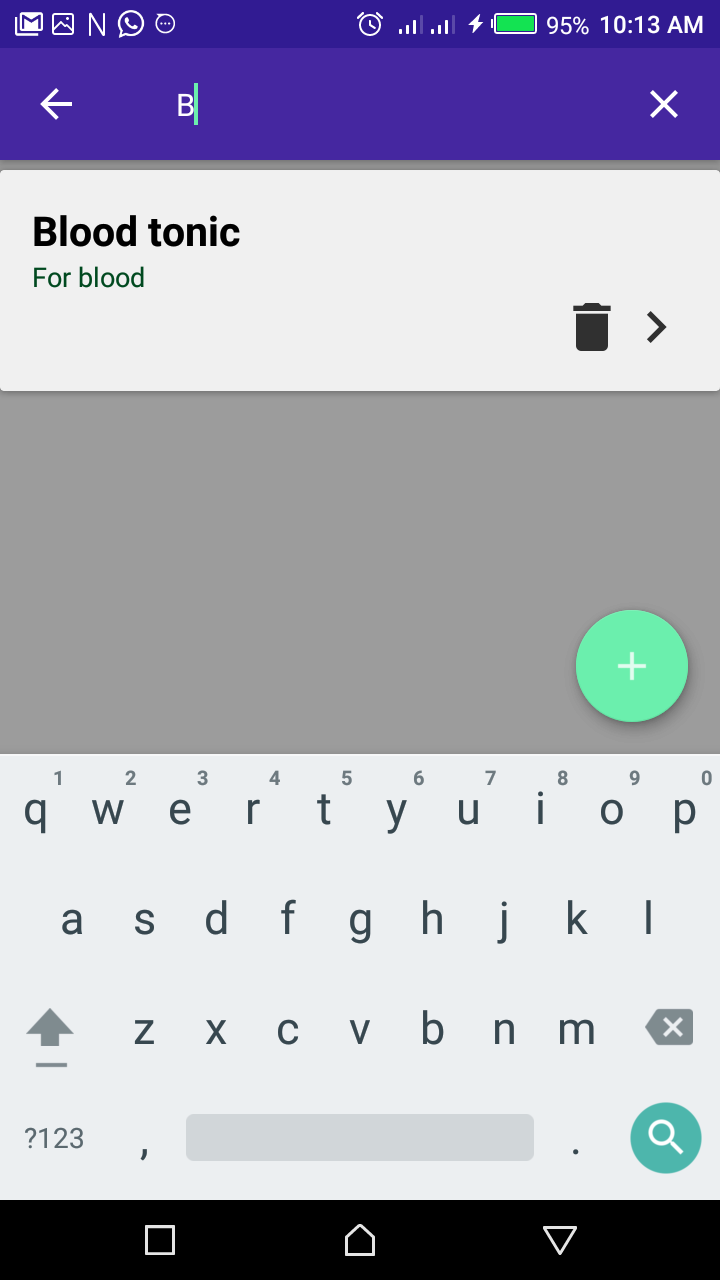 95% 10:13 AM
B
Blood tonic
For blood
+
1 2 3 4 5 6 7 8 9 0
q w e r t y u i o p
a s d f g h j k l
z x c v b n m
?123 , .